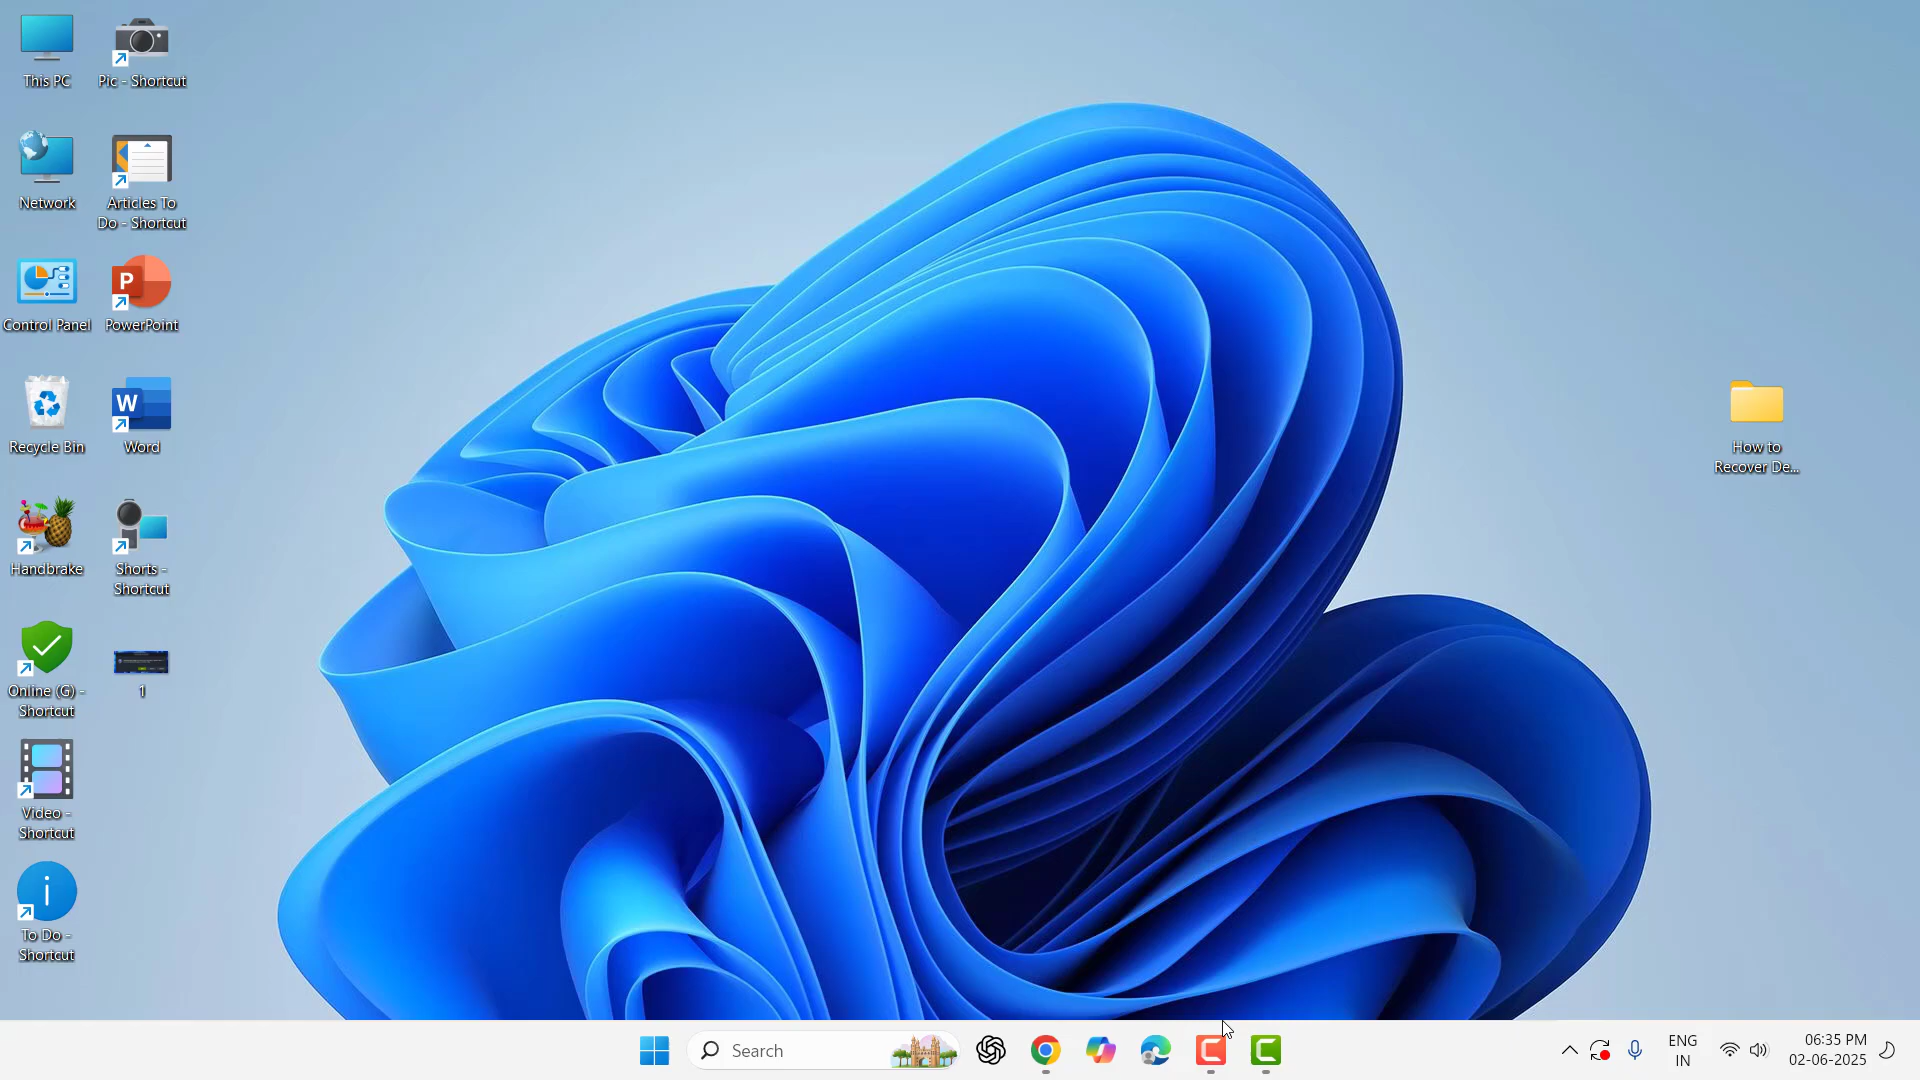 This PC
Pic - Shortcut
Network
Articles To
Do - Shortcut
Control Panel
P
PowerPoint
Recycle Bin
W
Word
Handbrake
Shorts -
Shortcut
Online (G) -
Shortcut
1
Video -
Shortcut
i
To Do -
Shortcut
How to
Recover De...
Search
C
C
ENG
IN
06:35 PM
02-06-2025